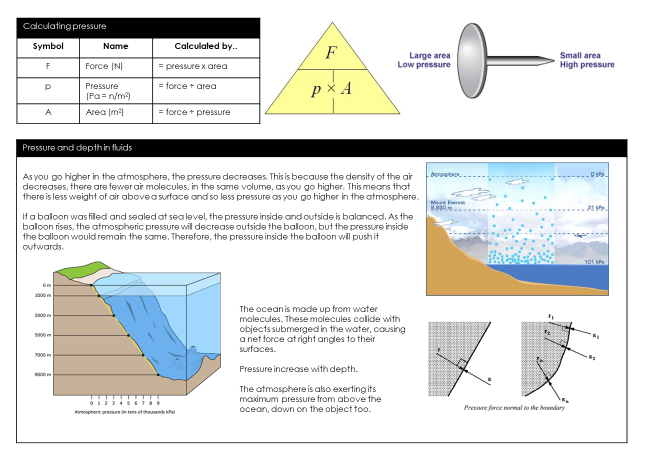 Calculating pressure
Symbol Name Calculated by..
F Force (N) = pressure x area
p Pressure (Pa = n/m²) = force ÷ area
A Area (m²) = force ÷ pressure
F
p × A
Large area
Low pressure
Small area
High pressure
Pressure and depth in fluids
As you go higher in the atmosphere, the pressure decreases. This is because the density of the air
decreases, there are fewer air molecules, in the same volume, as you go higher. This means that
there is less weight of air above a surface and so less pressure as you go higher in the atmosphere.
If a balloon was filled and sealed at sea level, the pressure inside and outside is balanced. As the
balloon rises, the atmospheric pressure will decrease outside the balloon, but the pressure inside
the balloon would remain the same. Therefore, the pressure inside the balloon will push it
outwards.
Atmosphere 0 kPa
Mount Everest
31 kPa
101 kPa
0 m
1000 m
3000 m
5000 m
7000 m
9000 m
0 1 2 3 4 5 6 7 8 9
Atmospheric pressure (in tens of thousands kPa)
The ocean is made up from water
molecules. These molecules collide with
objects submerged in the water, causing
a net force at right angles to their
surfaces.
Pressure increase with depth.
The atmosphere is also exerting its
maximum pressure from above the
ocean, down on the object too.
F
R
F₁
R₁
F₂
R₂
Fₙ
Rₙ
Pressure force normal to the boundary